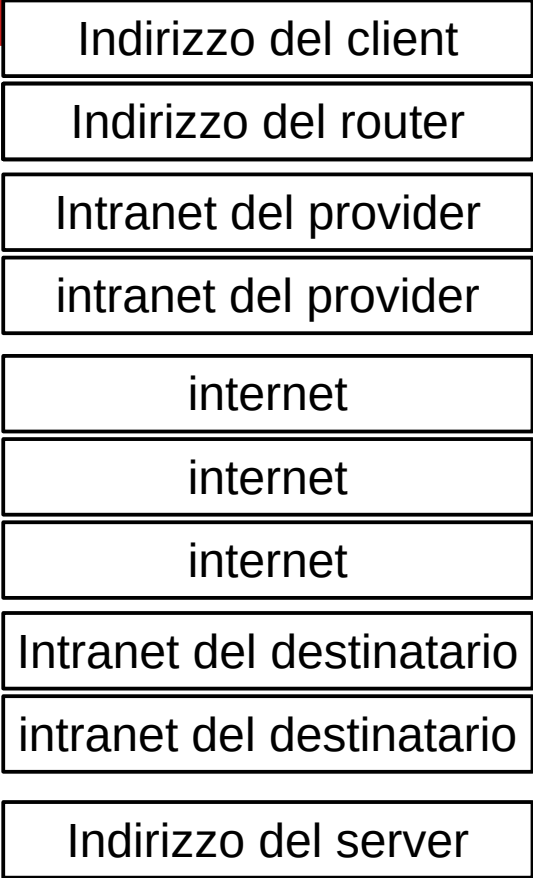 Indirizzo del client
Indirizzo del router
Intranet del provider
intranet del provider
internet
internet
internet
Intranet del destinatario
intranet del destinatario
Indirizzo del server